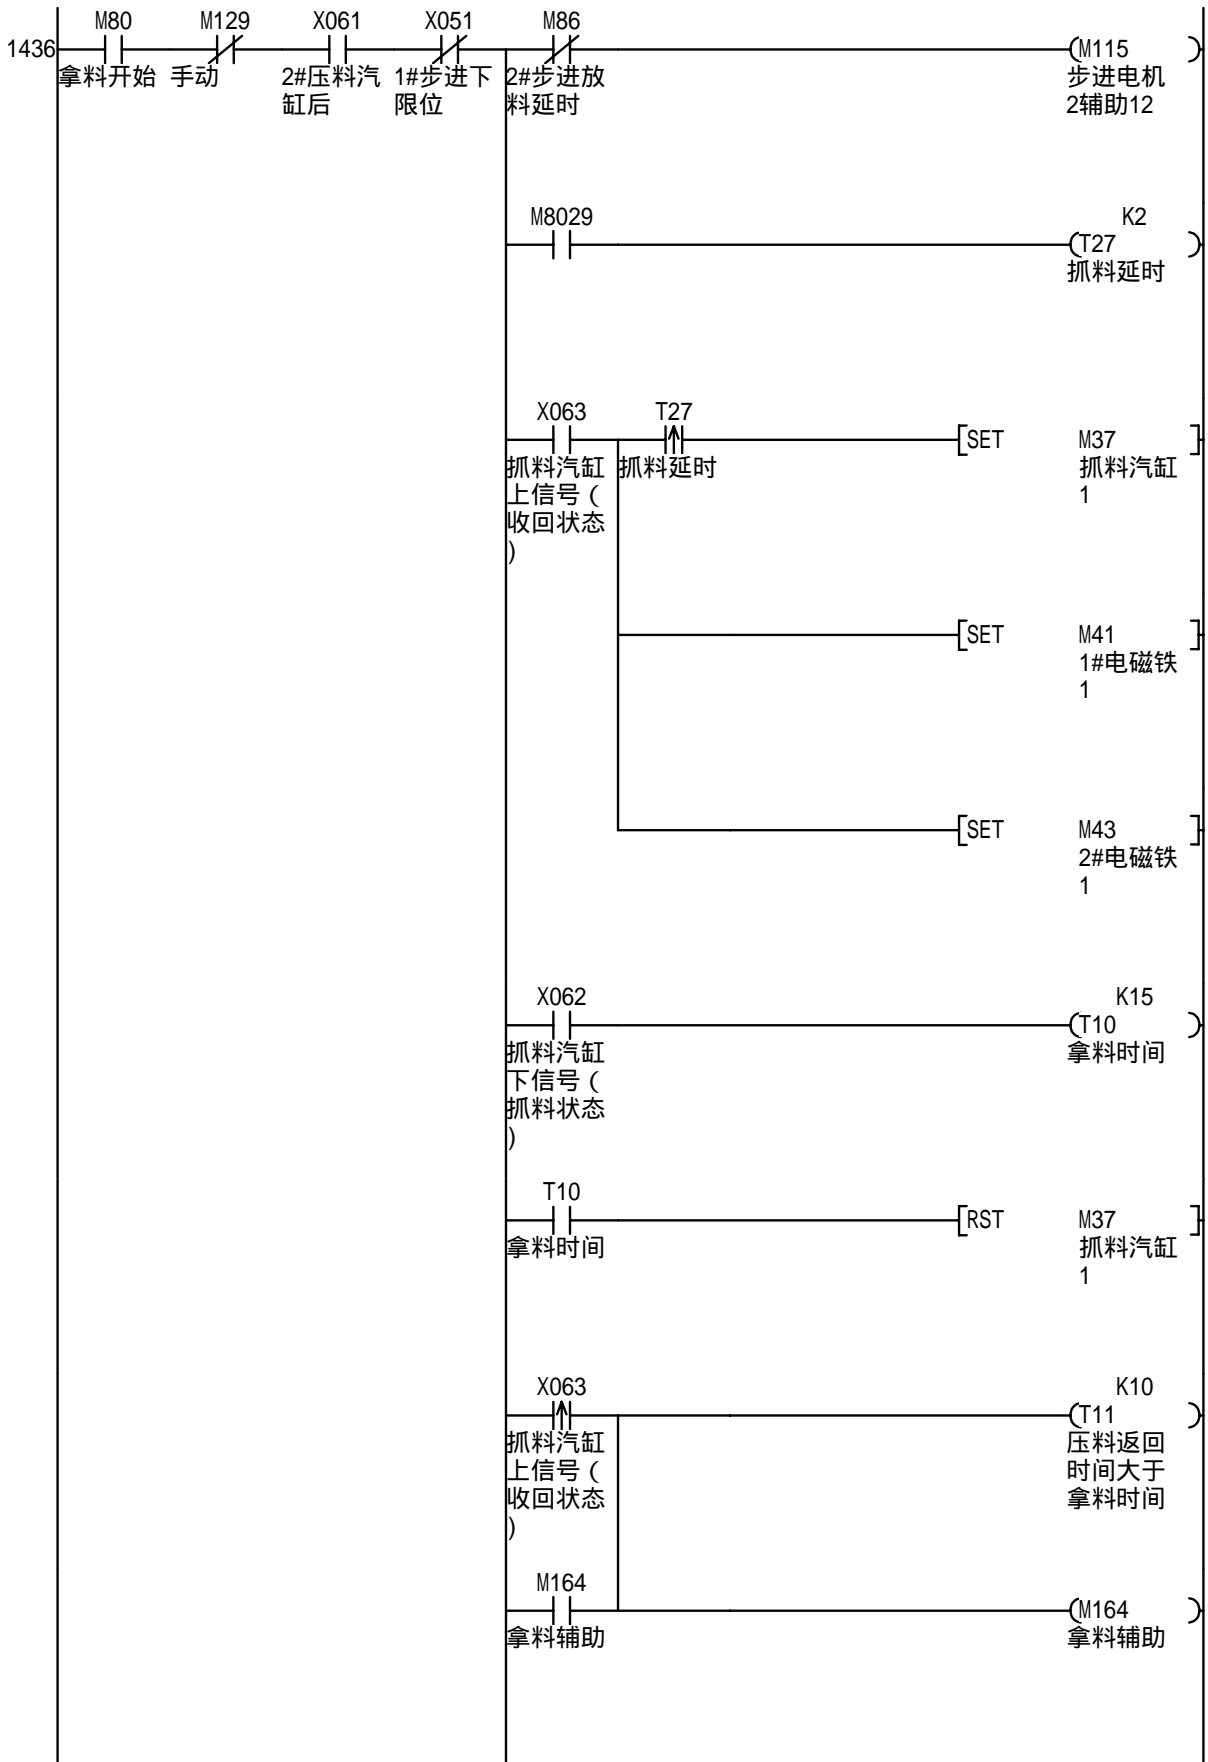 M80 M129 X061 X051 M86
1436 (M115 )
拿料开始 手动 2#压料汽 1#步进下 2#步进放 步进电机
缸后 限位 料延时 2辅助12
M8029 K2
(T27 )
抓料延时
X063 T27
[SET M37 ]
抓料汽缸 抓料延时 抓料汽缸
上信号( 1
收回状态
)
[SET M41 ]
1#电磁铁
1
[SET M43 ]
2#电磁铁
1
X062 K15
(T10 )
抓料汽缸 拿料时间
下信号(
抓料状态
)
T10
[RST M37 ]
拿料时间 抓料汽缸
1
X063 K10
(T11 )
抓料汽缸 压料返回
上信号( 时间大于
收回状态 拿料时间
)
M164
(M164 )
拿料辅助 拿料辅助